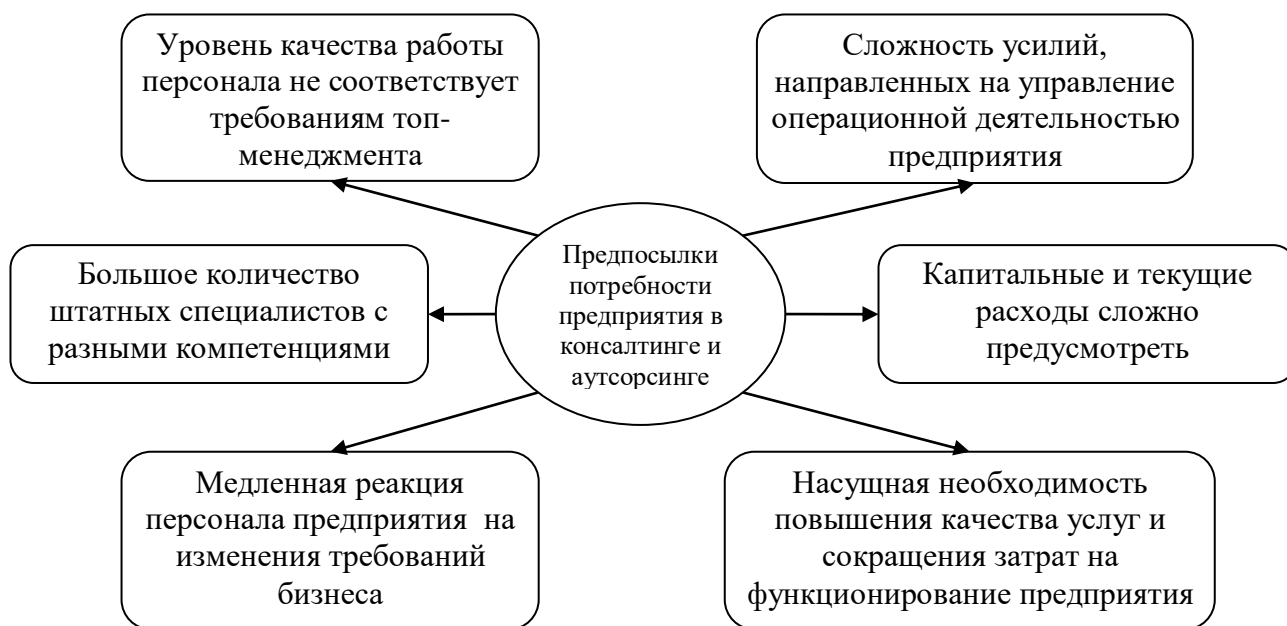 Уровень качества работы
персонала не соответствует
требованиям топ-
менеджмента
Сложность усилий,
направленных на управление
операционной деятельностью
предприятия
Большое количество
штатных специалистов с
разными компетенциями
Предпосылки
потребности
предприятия в
консалтинге и
аутсорсинге
Капитальные и текущие
расходы сложно
предусмотреть
Медленная реакция
персонала предприятия на
изменения требований
бизнеса
Насущная необходимость
повышения качества услуг и
сокращения затрат на
функционирование предприятия